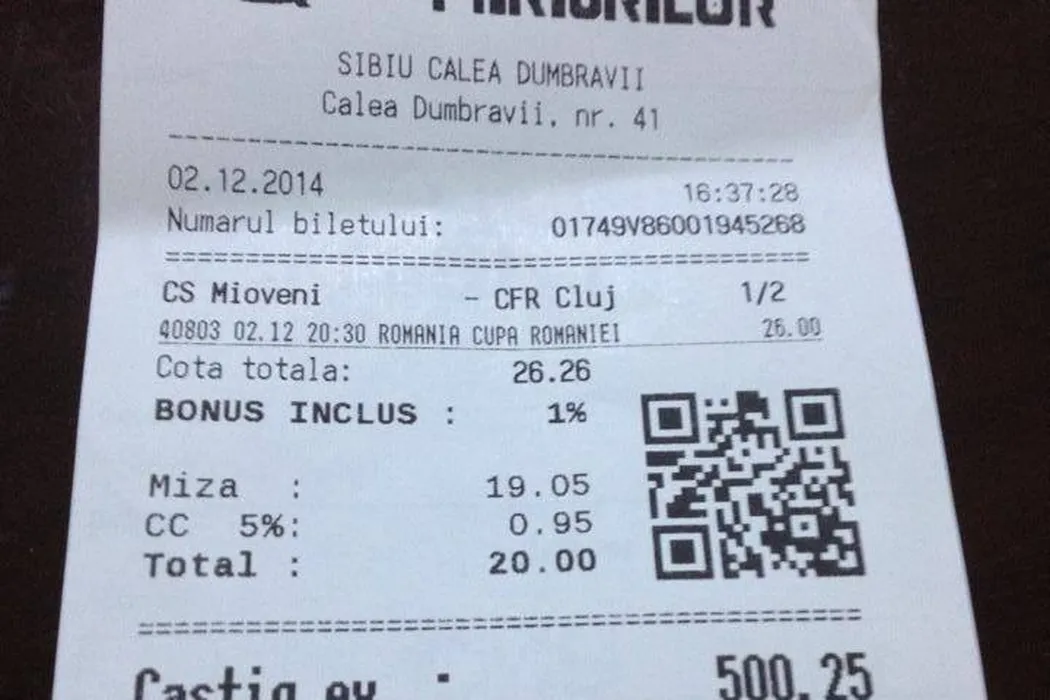 SIBIU CALEA DUMBRAVII
Calea Dumbravii, nr. 41
02.12.2014 16:37:28
Numarul biletului: 01749V86001945268
CS Mioveni - CFR Cluj 1/2
40803 02.12 20:30 ROMANIA CUPA ROMANIEI 26.00
Cota totala: 26.26
BONUS INCLUS : 1%
Miza : 19.05
CC 5%: 0.95
Total : 20.00
Castig ev. : 500.25